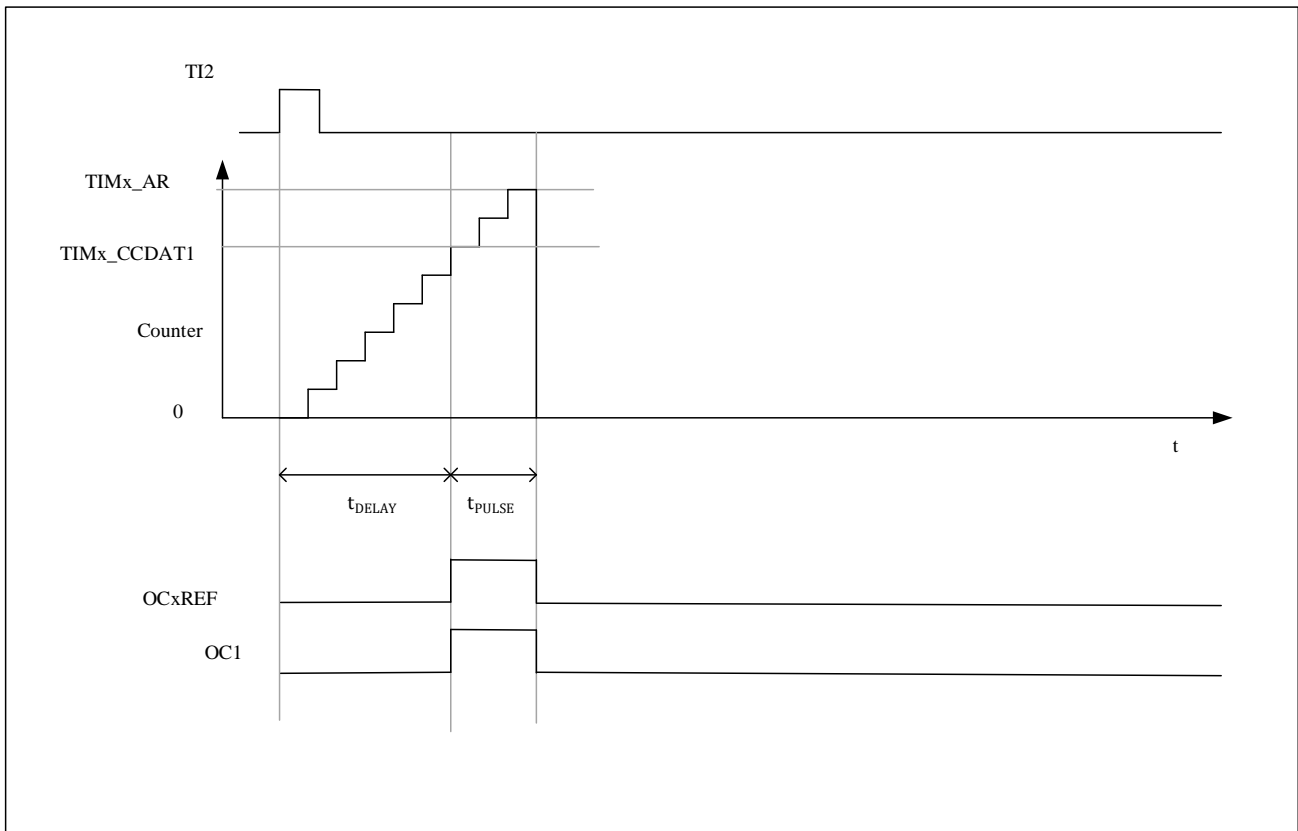 TI2
TIMx_AR
TIMx_CCDAT1
Counter
0
t
tDELAY
tPULSE
OCxREF
OC1